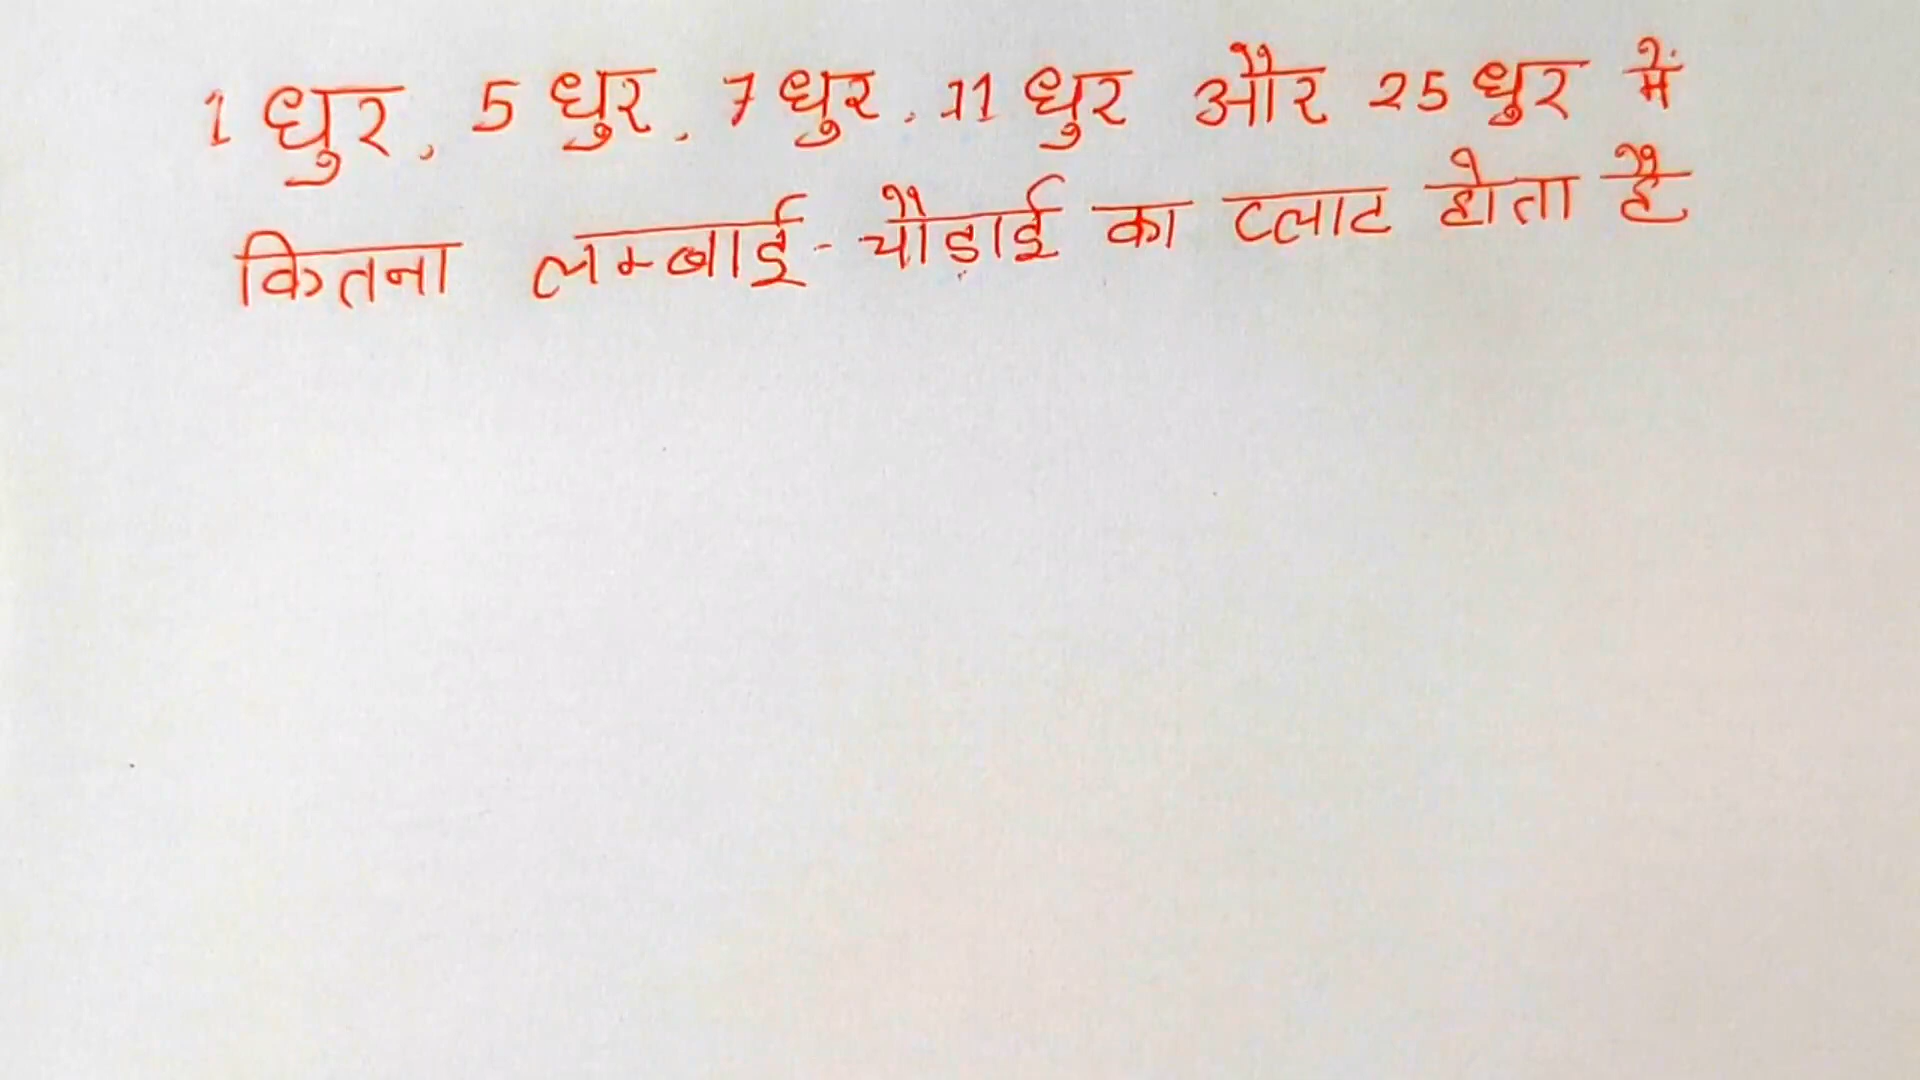 1 धुर, 5 धुर, 7 धुर, 11 धुर और 25 धुर में
कितना लम्बाई-चौड़ाई का प्लाट होता है